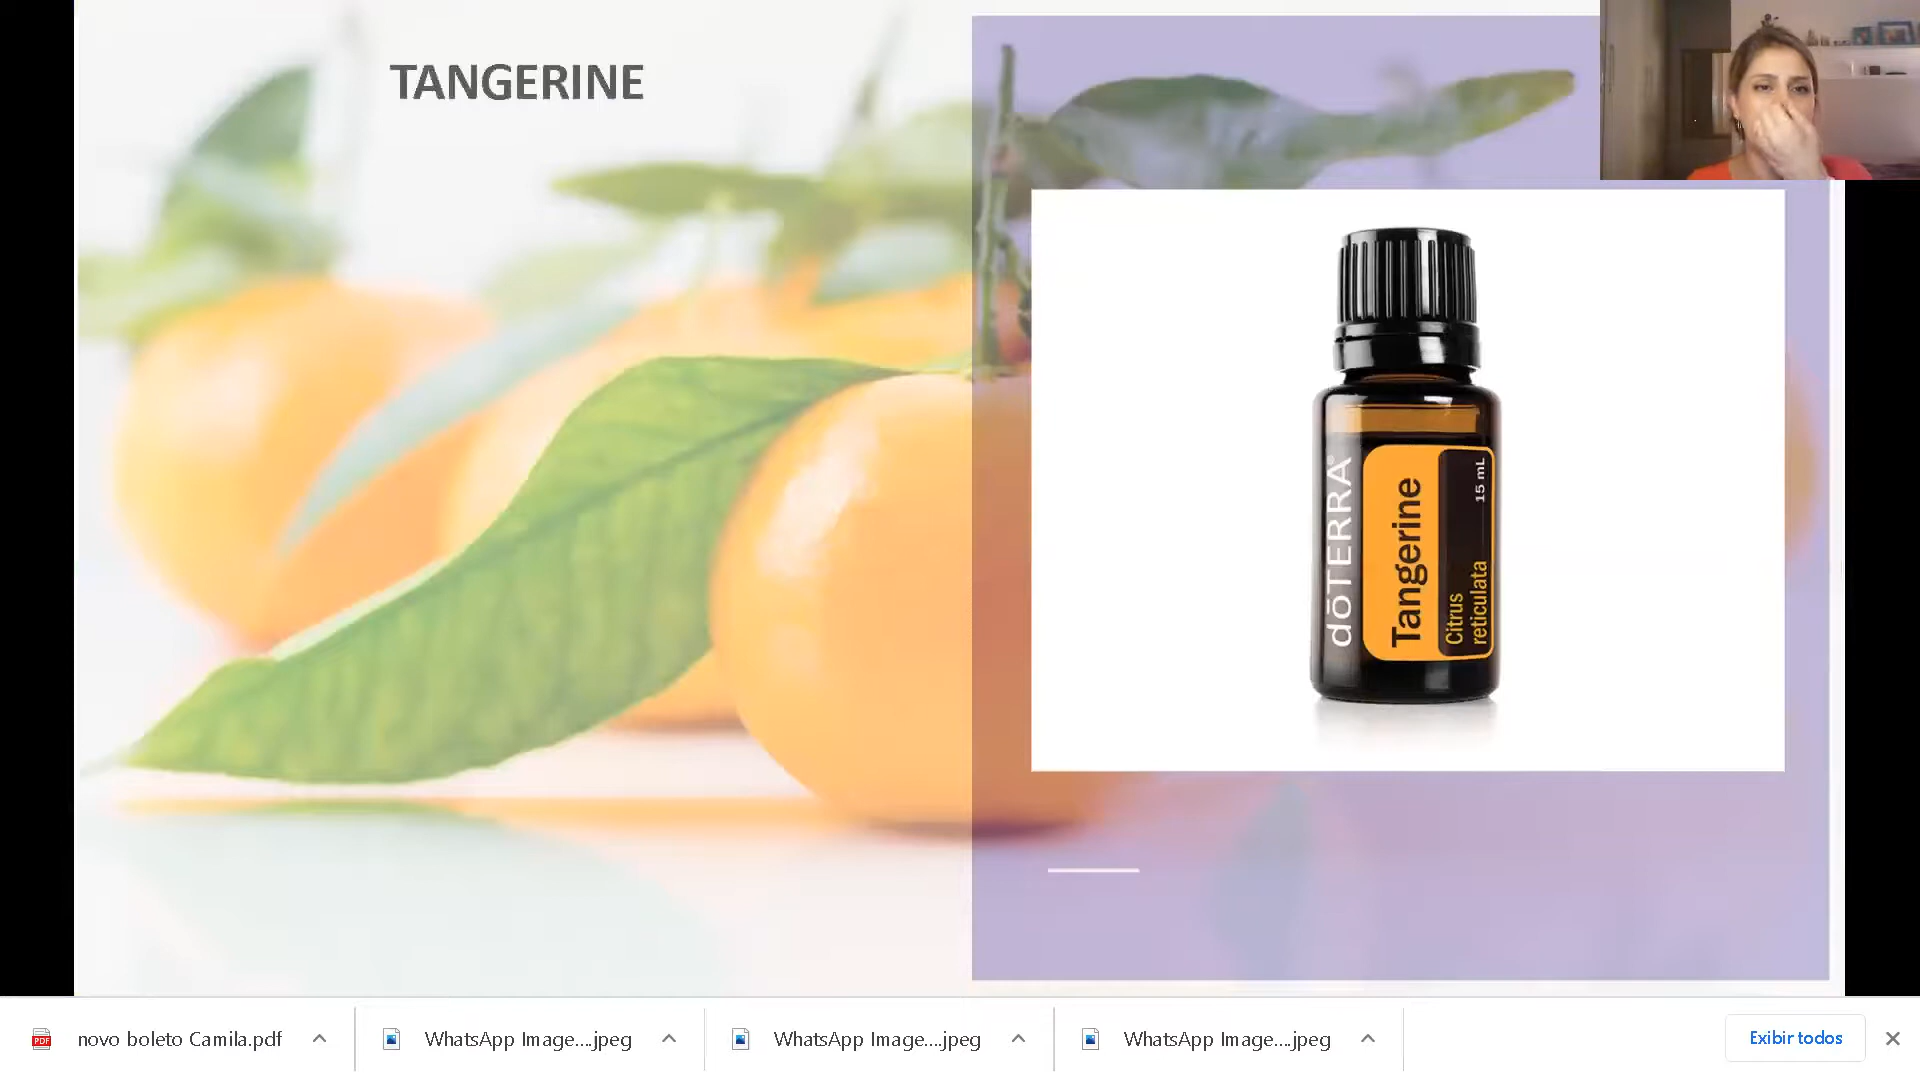 TANGERINE
dōTERRA®
Tangerine
Citrus
reticulata
15 mL
novo boleto Camila.pdf
WhatsApp Image....jpeg
WhatsApp Image....jpeg
WhatsApp Image....jpeg
Exibir todos
PDF